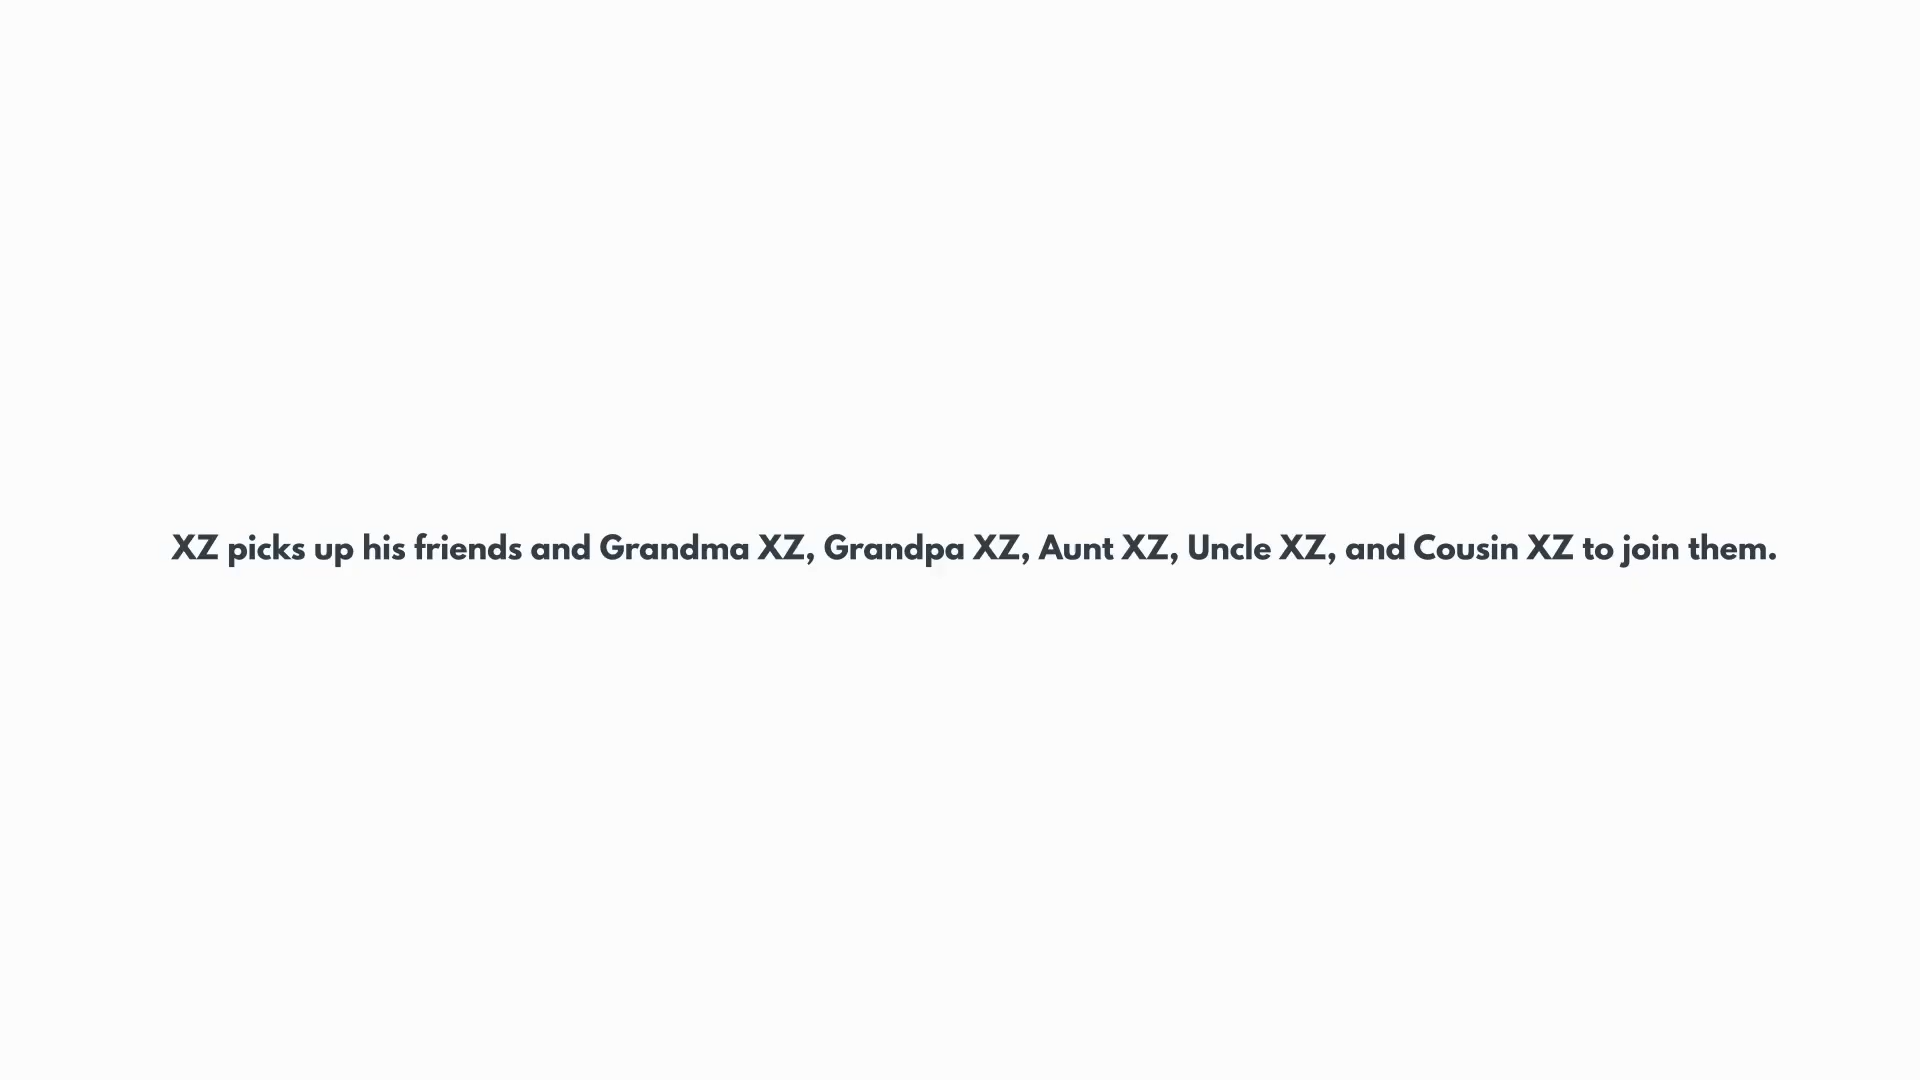 XZ picks up his friends and Grandma XZ, Grandpa XZ, Aunt XZ, Uncle XZ, and Cousin XZ to join them.